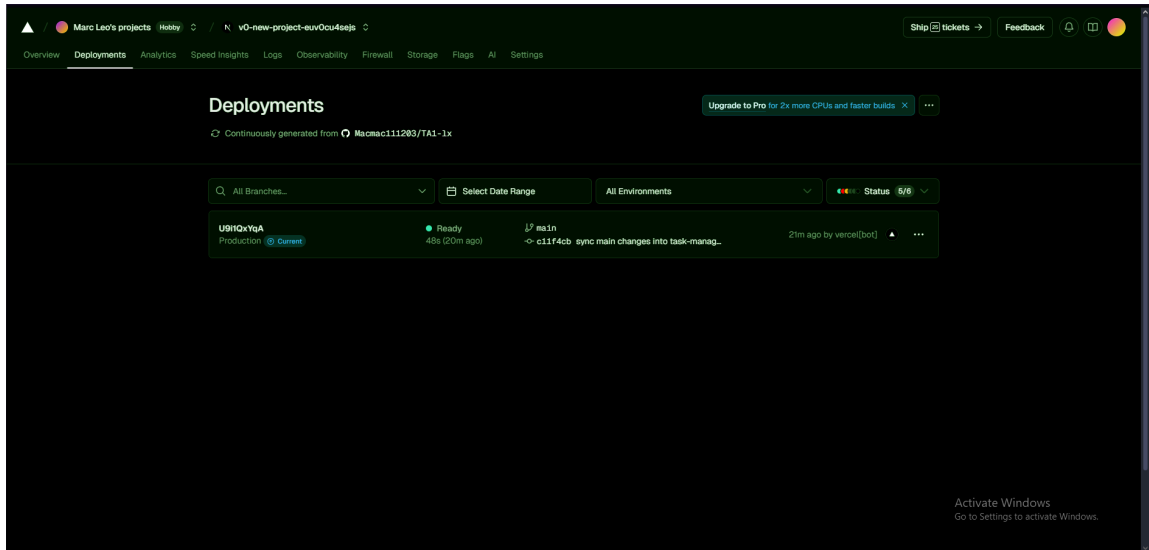 / Marc Leo's projects Hobby / N v0-new-project-euv0cu4sejs Ship 25 tickets → Feedback
Overview Deployments Analytics Speed Insights Logs Observability Firewall Storage Flags AI Settings
Deployments
Upgrade to Pro for 2x more CPUs and faster builds ×
Continuously generated from Macmac111203/TA1-lx
All Branches... Select Date Range All Environments Status 5/6
U9i1QxYqA Ready main
Production Current 48s (20m ago) c11f4cb sync main changes into task-manag… 21m ago by vercel[bot]
Activate Windows
Go to Settings to activate Windows.